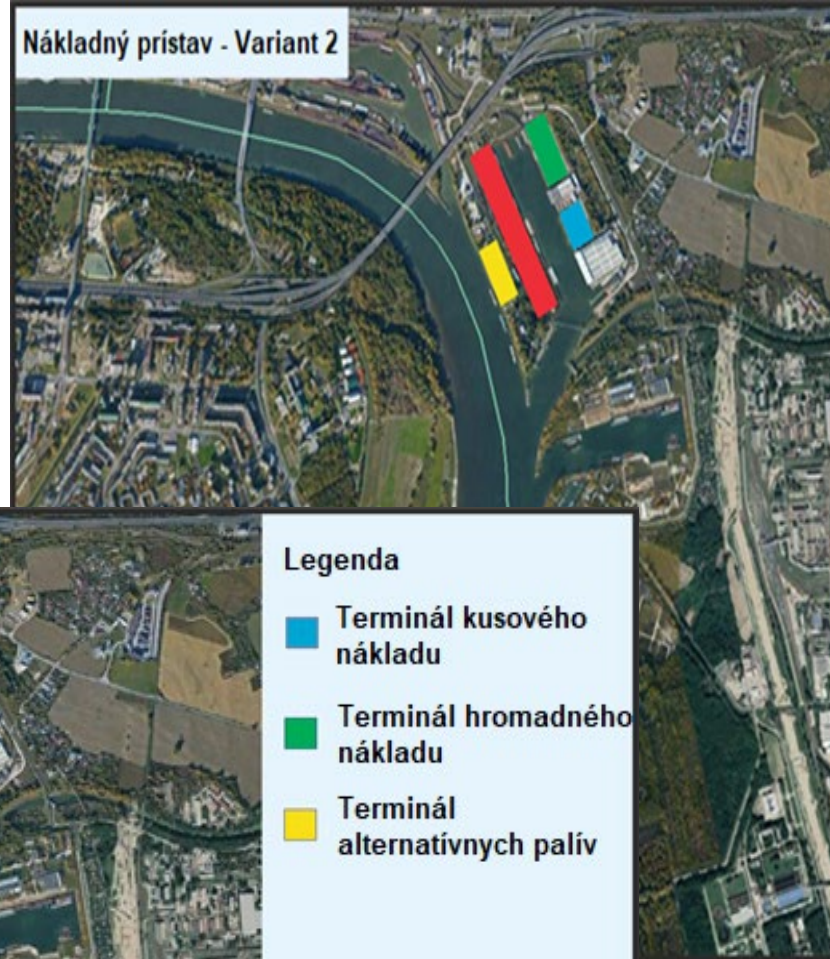 Nákladný prístav - Variant 2
Legenda
Terminál kusového
nákladu
Terminál hromadného
nákladu
Terminál
alternatívnych palív